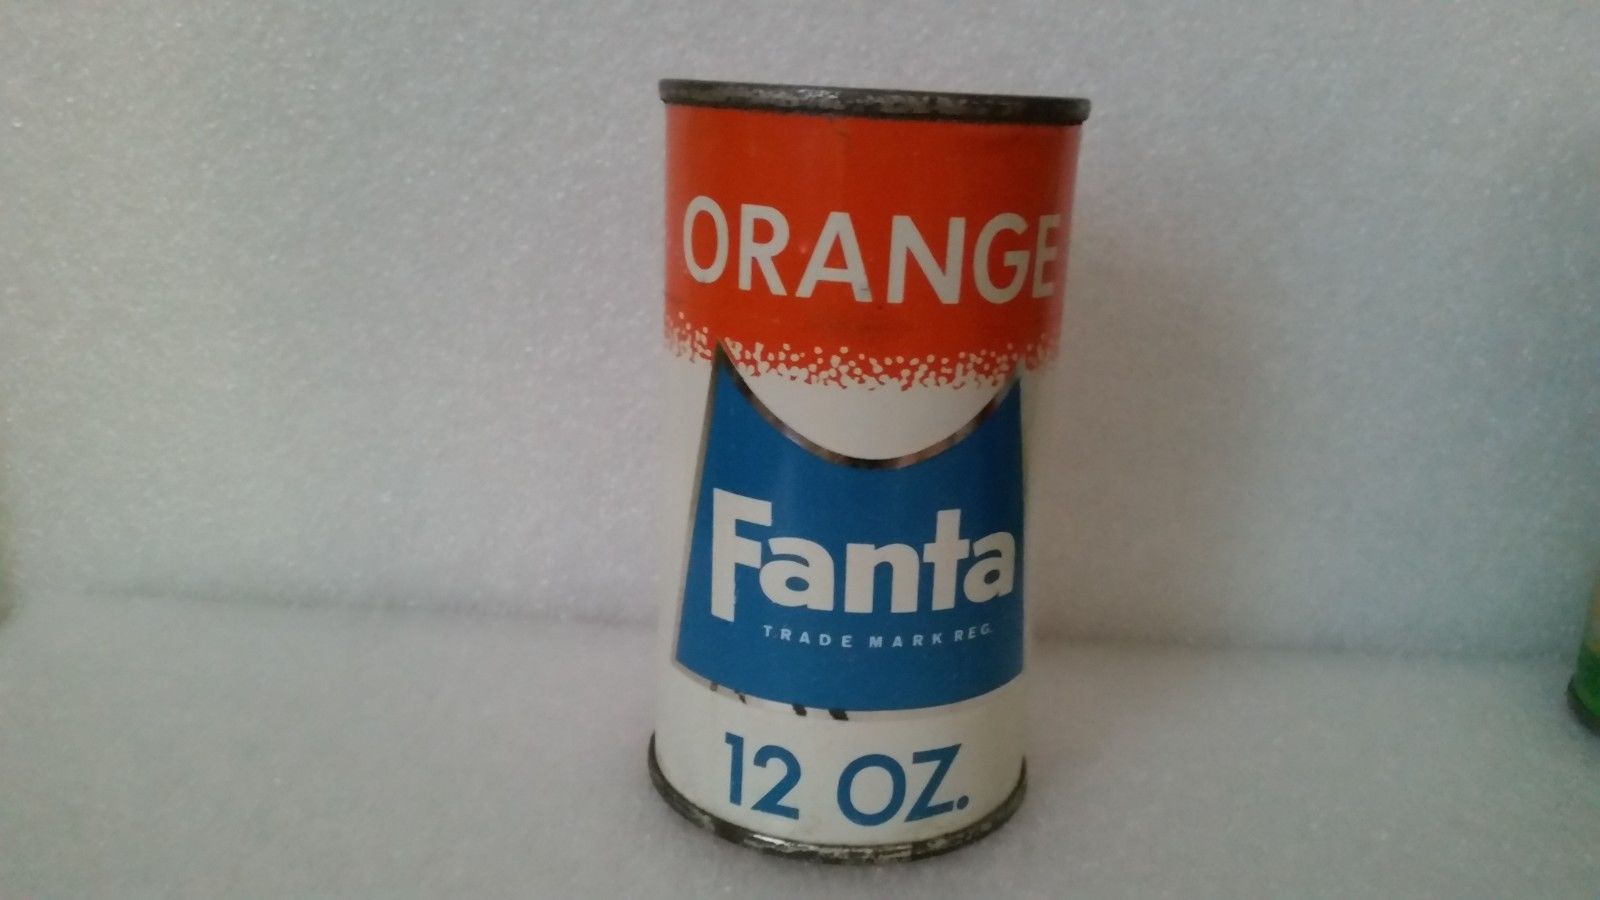 ORANGE
Fanta
TRADE MARK REG.
12 OZ.